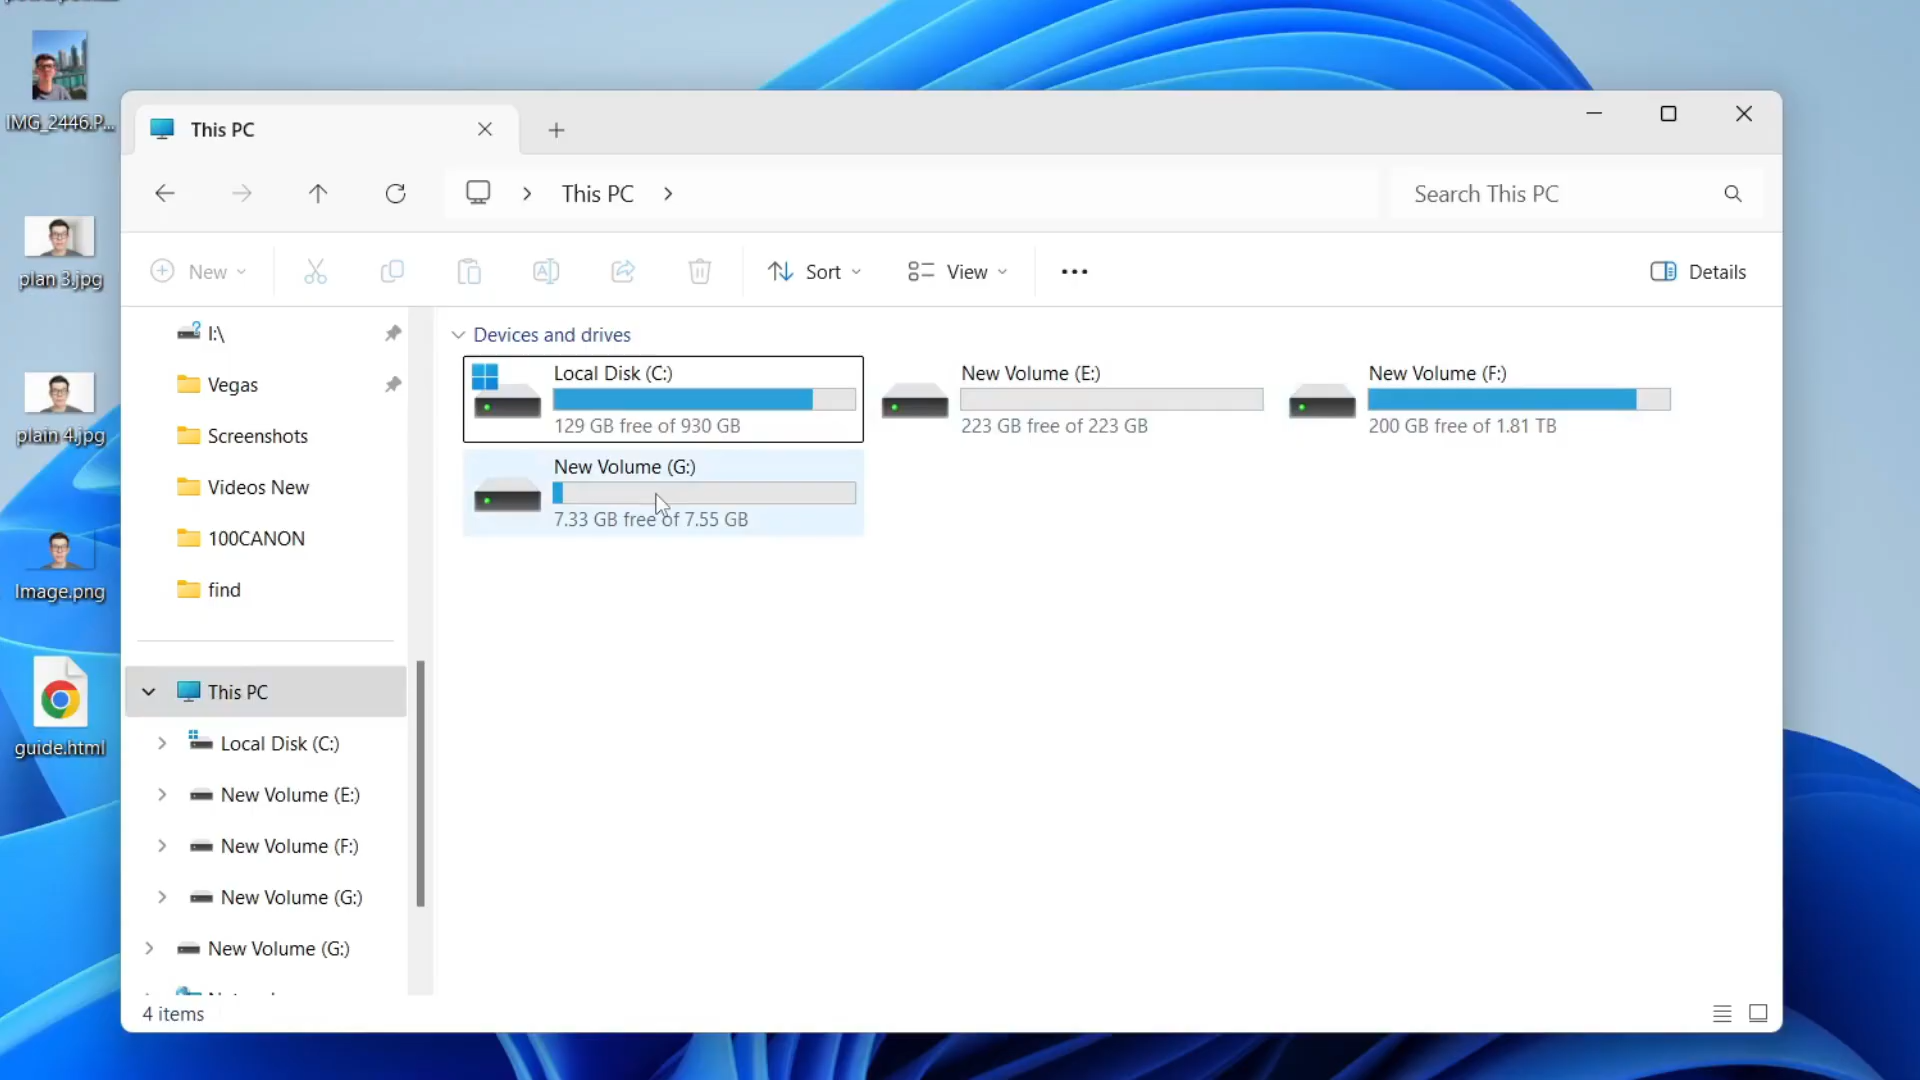 IMG_2446.P...
plan 3.jpg
plain 4.jpg
Image.png
guide.html
This PC
This PC
Search This PC
New
Sort
View
Details
I:\
Vegas
Screenshots
Videos New
100CANON
find
This PC
Local Disk (C:)
New Volume (E:)
New Volume (F:)
New Volume (G:)
New Volume (G:)
Devices and drives
Local Disk (C:)
129 GB free of 930 GB
New Volume (E:)
223 GB free of 223 GB
New Volume (F:)
200 GB free of 1.81 TB
New Volume (G:)
7.33 GB free of 7.55 GB
4 items